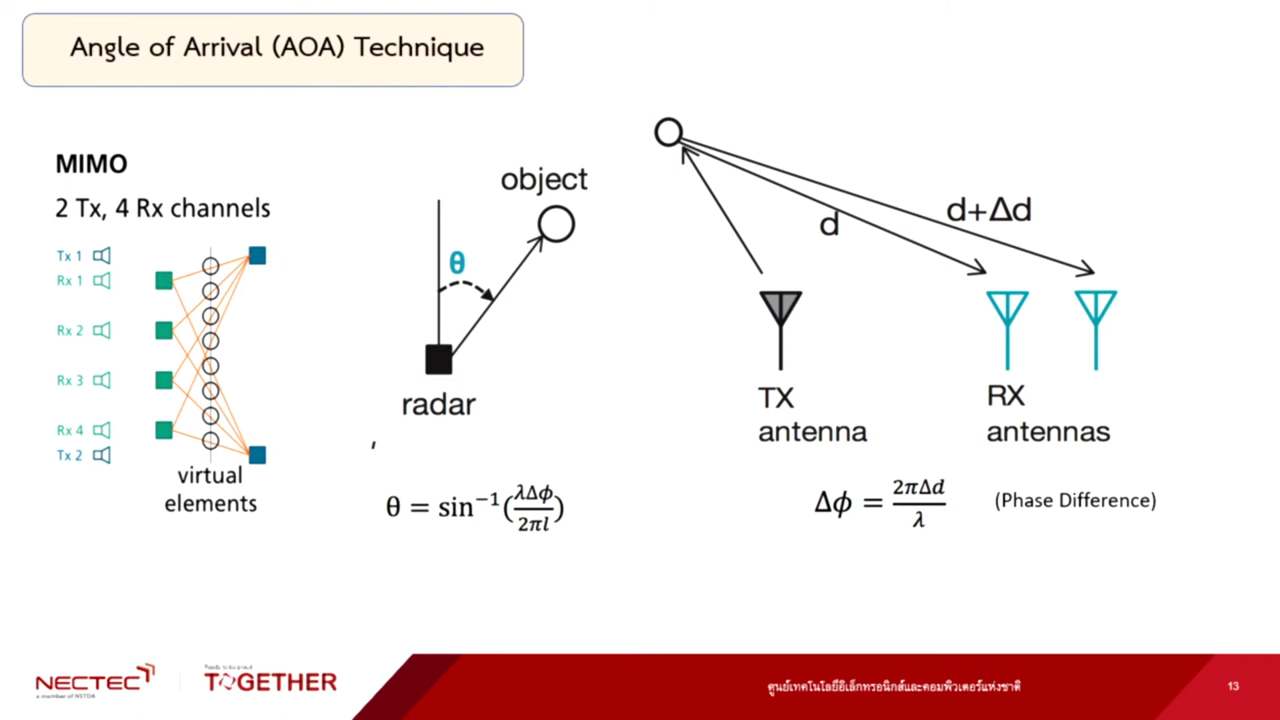 Angle of Arrival (AOA) Technique
MIMO
2 Tx, 4 Rx channels
Tx 1
Rx 1
Rx 2
Rx 3
Rx 4
Tx 2
virtual
elements
object
θ
radar
,
θ = sin⁻¹(λΔϕ/2πl)
d
d+Δd
TX
antenna
RX
antennas
Δϕ = 2πΔd/λ
(Phase Difference)
NECTEC
a member of NSTDA
Ready to be proud
TOGETHER
ศูนย์เทคโนโลยีอิเล็กทรอนิกส์และคอมพิวเตอร์แห่งชาติ
13